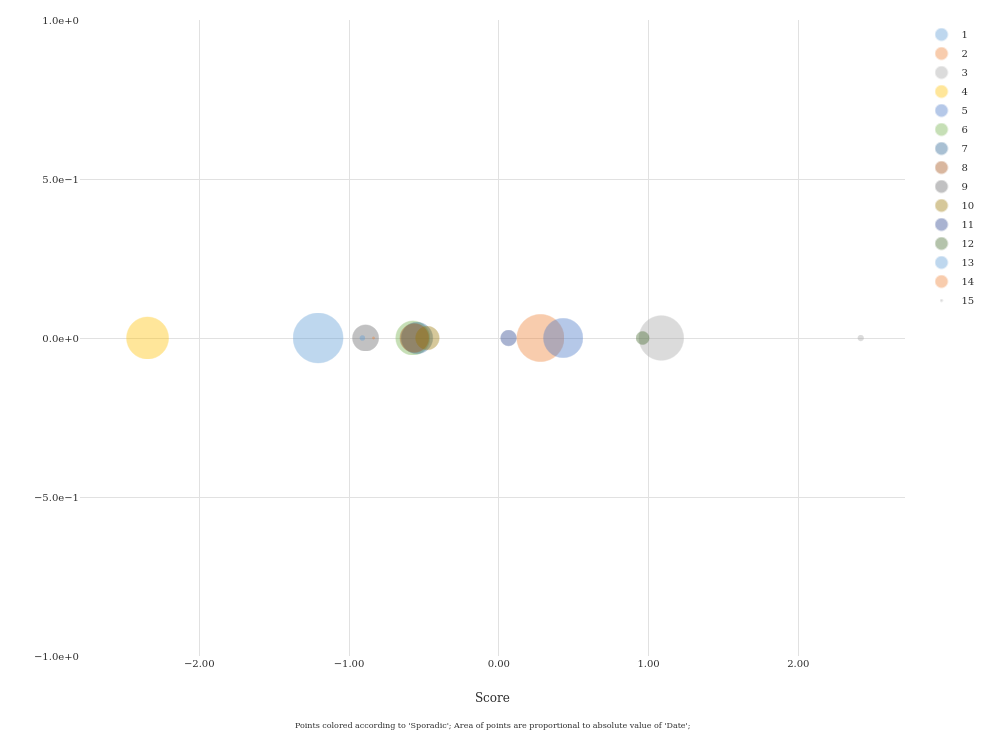 1.0e+0
5.0e−1
0.0e+0
−5.0e−1
−1.0e+0
−2.00
−1.00
0.00
1.00
2.00
Score
Points colored according to 'Sporadic'; Area of points are proportional to absolute value of 'Date';
1
2
3
4
5
6
7
8
9
10
11
12
13
14
15